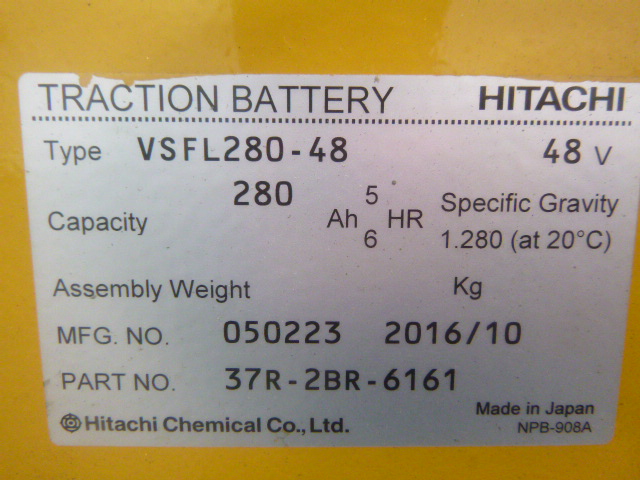 TRACTION BATTERY HITACHI
Type VSFL280-48 48 V
Capacity 280 Ah 5 6 HR Specific Gravity
1.280 (at 20°C)
Assembly Weight Kg
MFG. NO. 050223 2016/10
PART NO. 37R-2BR-6161
Hitachi Chemical Co., Ltd. Made in Japan
NPB-908A